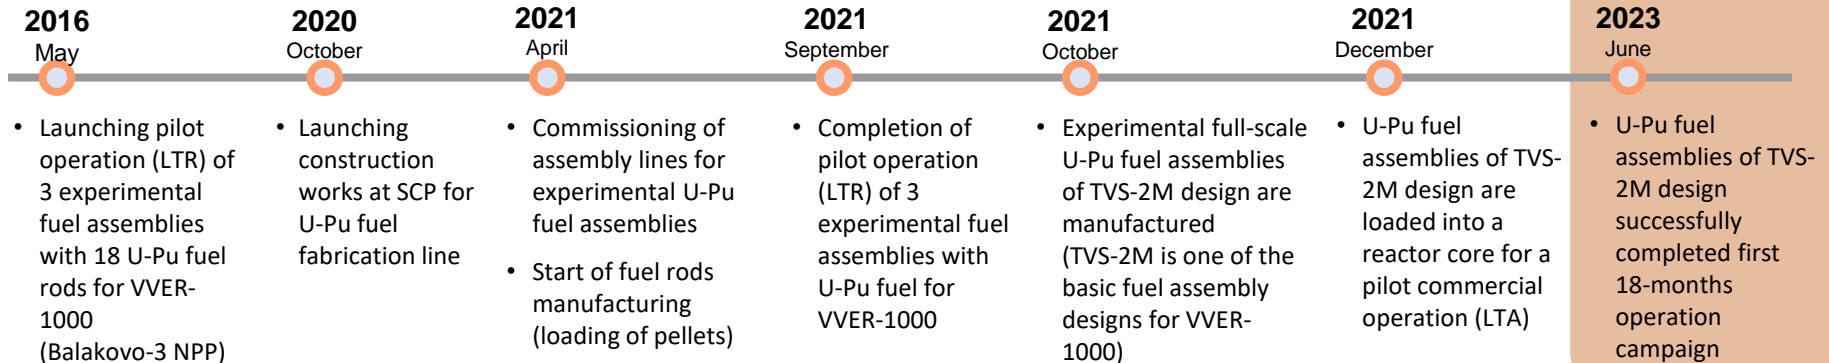 2016
May
• Launching pilot
operation (LTR) of
3 experimental
fuel assemblies
with 18 U-Pu fuel
rods for VVER-
1000
(Balakovo-3 NPP)
2020
October
• Launching
construction
works at SCP for
U-Pu fuel
fabrication line
2021
April
• Commissioning of
assembly lines for
experimental U-Pu
fuel assemblies
• Start of fuel rods
manufacturing
(loading of pellets)
2021
September
• Completion of
pilot operation
(LTR) of 3
experimental fuel
assemblies with
U-Pu fuel for
VVER-1000
2021
October
• Experimental full-scale
U-Pu fuel assemblies
of TVS-2M design are
manufactured
(TVS-2M is one of the
basic fuel assembly
designs for VVER-
1000)
2021
December
• U-Pu fuel
assemblies of TVS-
2M design are
loaded into a
reactor core for a
pilot commercial
operation (LTA)
2023
June
• U-Pu fuel
assemblies of TVS-
2M design
successfully
completed first
18-months
operation
campaign